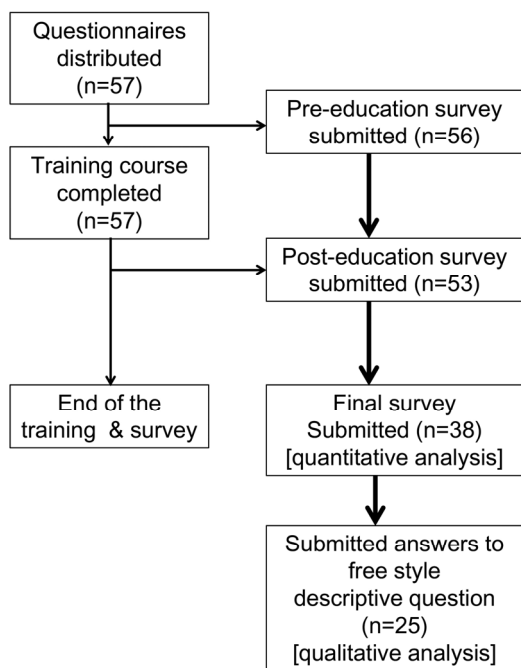 Questionnaires
distributed
(n=57)
Pre-education survey
submitted (n=56)
Training course
completed
(n=57)
Post-education survey
submitted (n=53)
End of the
training & survey
Final survey
Submitted (n=38)
[quantitative analysis]
Submitted answers to
free style
descriptive question
(n=25)
[qualitative analysis]